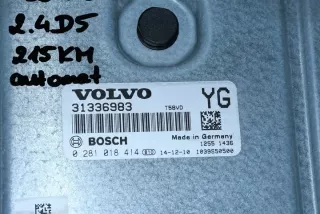 2.4D5
215KM
automat
VOLVO
31336983 TSBVD YG
BOSCH Made in Germany
1255 1436
0 281 018 414 14-12-10 1039S50500